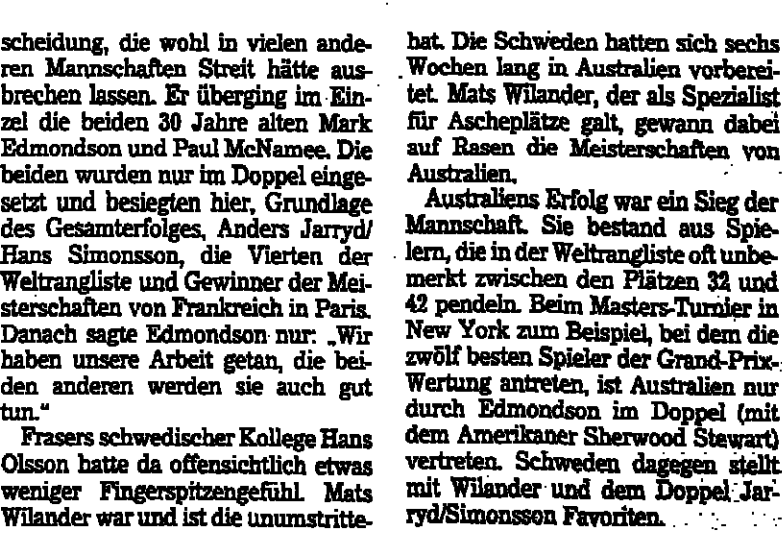 scheidung, die wohl in vielen ande-
ren Mannschaften Streit hätte aus-
brechen lassen. Er überging im Ein-
zel die beiden 30 Jahre alten Mark
Edmondson und Paul McNamee. Die
beiden wurden nur im Doppel einge-
setzt und besiegten hier, Grundlage
des Gesamterfolges, Anders Jarryd/
Hans Simonsson, die Vierten der
Weltrangliste und Gewinner der Mei-
sterschaften von Frankreich in Paris.
Danach sagte Edmondson nur: „Wir
haben unsere Arbeit getan, die bei-
den anderen werden sie auch gut
tun.“
Frasers schwedischer Kollege Hans
Olsson hatte da offensichtlich etwas
weniger Fingerspitzengefühl. Mats
Wilander war und ist die unumstritte-
hat. Die Schweden hatten sich sechs
Wochen lang in Australien vorberei-
tet. Mats Wilander, der als Spezialist
für Ascheplätze galt, gewann dabei
auf Rasen die Meisterschaften von
Australien.
Australiens Erfolg war ein Sieg der
Mannschaft. Sie bestand aus Spie-
lern, die in der Weltrangliste oft unbe-
merkt zwischen den Plätzen 32 und
42 pendeln. Beim Masters-Turnier in
New York zum Beispiel, bei dem die
zwölf besten Spieler der Grand-Prix-
Wertung antreten, ist Australien nur
durch Edmondson im Doppel (mit
dem Amerikaner Sherwood Stewart)
vertreten. Schweden dagegen stellt
mit Wilander und dem Doppel Jar-
ryd/Simonsson Favoriten.